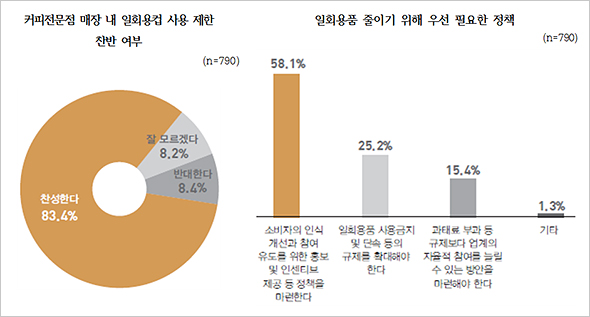 커피전문점 매장 내 일회용컵 사용 제한
찬반 여부
(n=790)
잘 모르겠다
8.2%
반대한다
8.4%
찬성한다
83.4%
일회용품 줄이기 위해 우선 필요한 정책
(n=790)
58.1%
25.2%
15.4%
1.3%
소비자의 인식
개선과 참여
유도를 위한 홍보
및 인센티브
제공 등 정책을
마련한다
일회용품 사용금지
및 단속 등의
규제를 확대해야
한다
과태료 부과 등
규제보다 업계의
자율적 참여를 늘릴
수 있는 방안을
마련해야 한다
기타